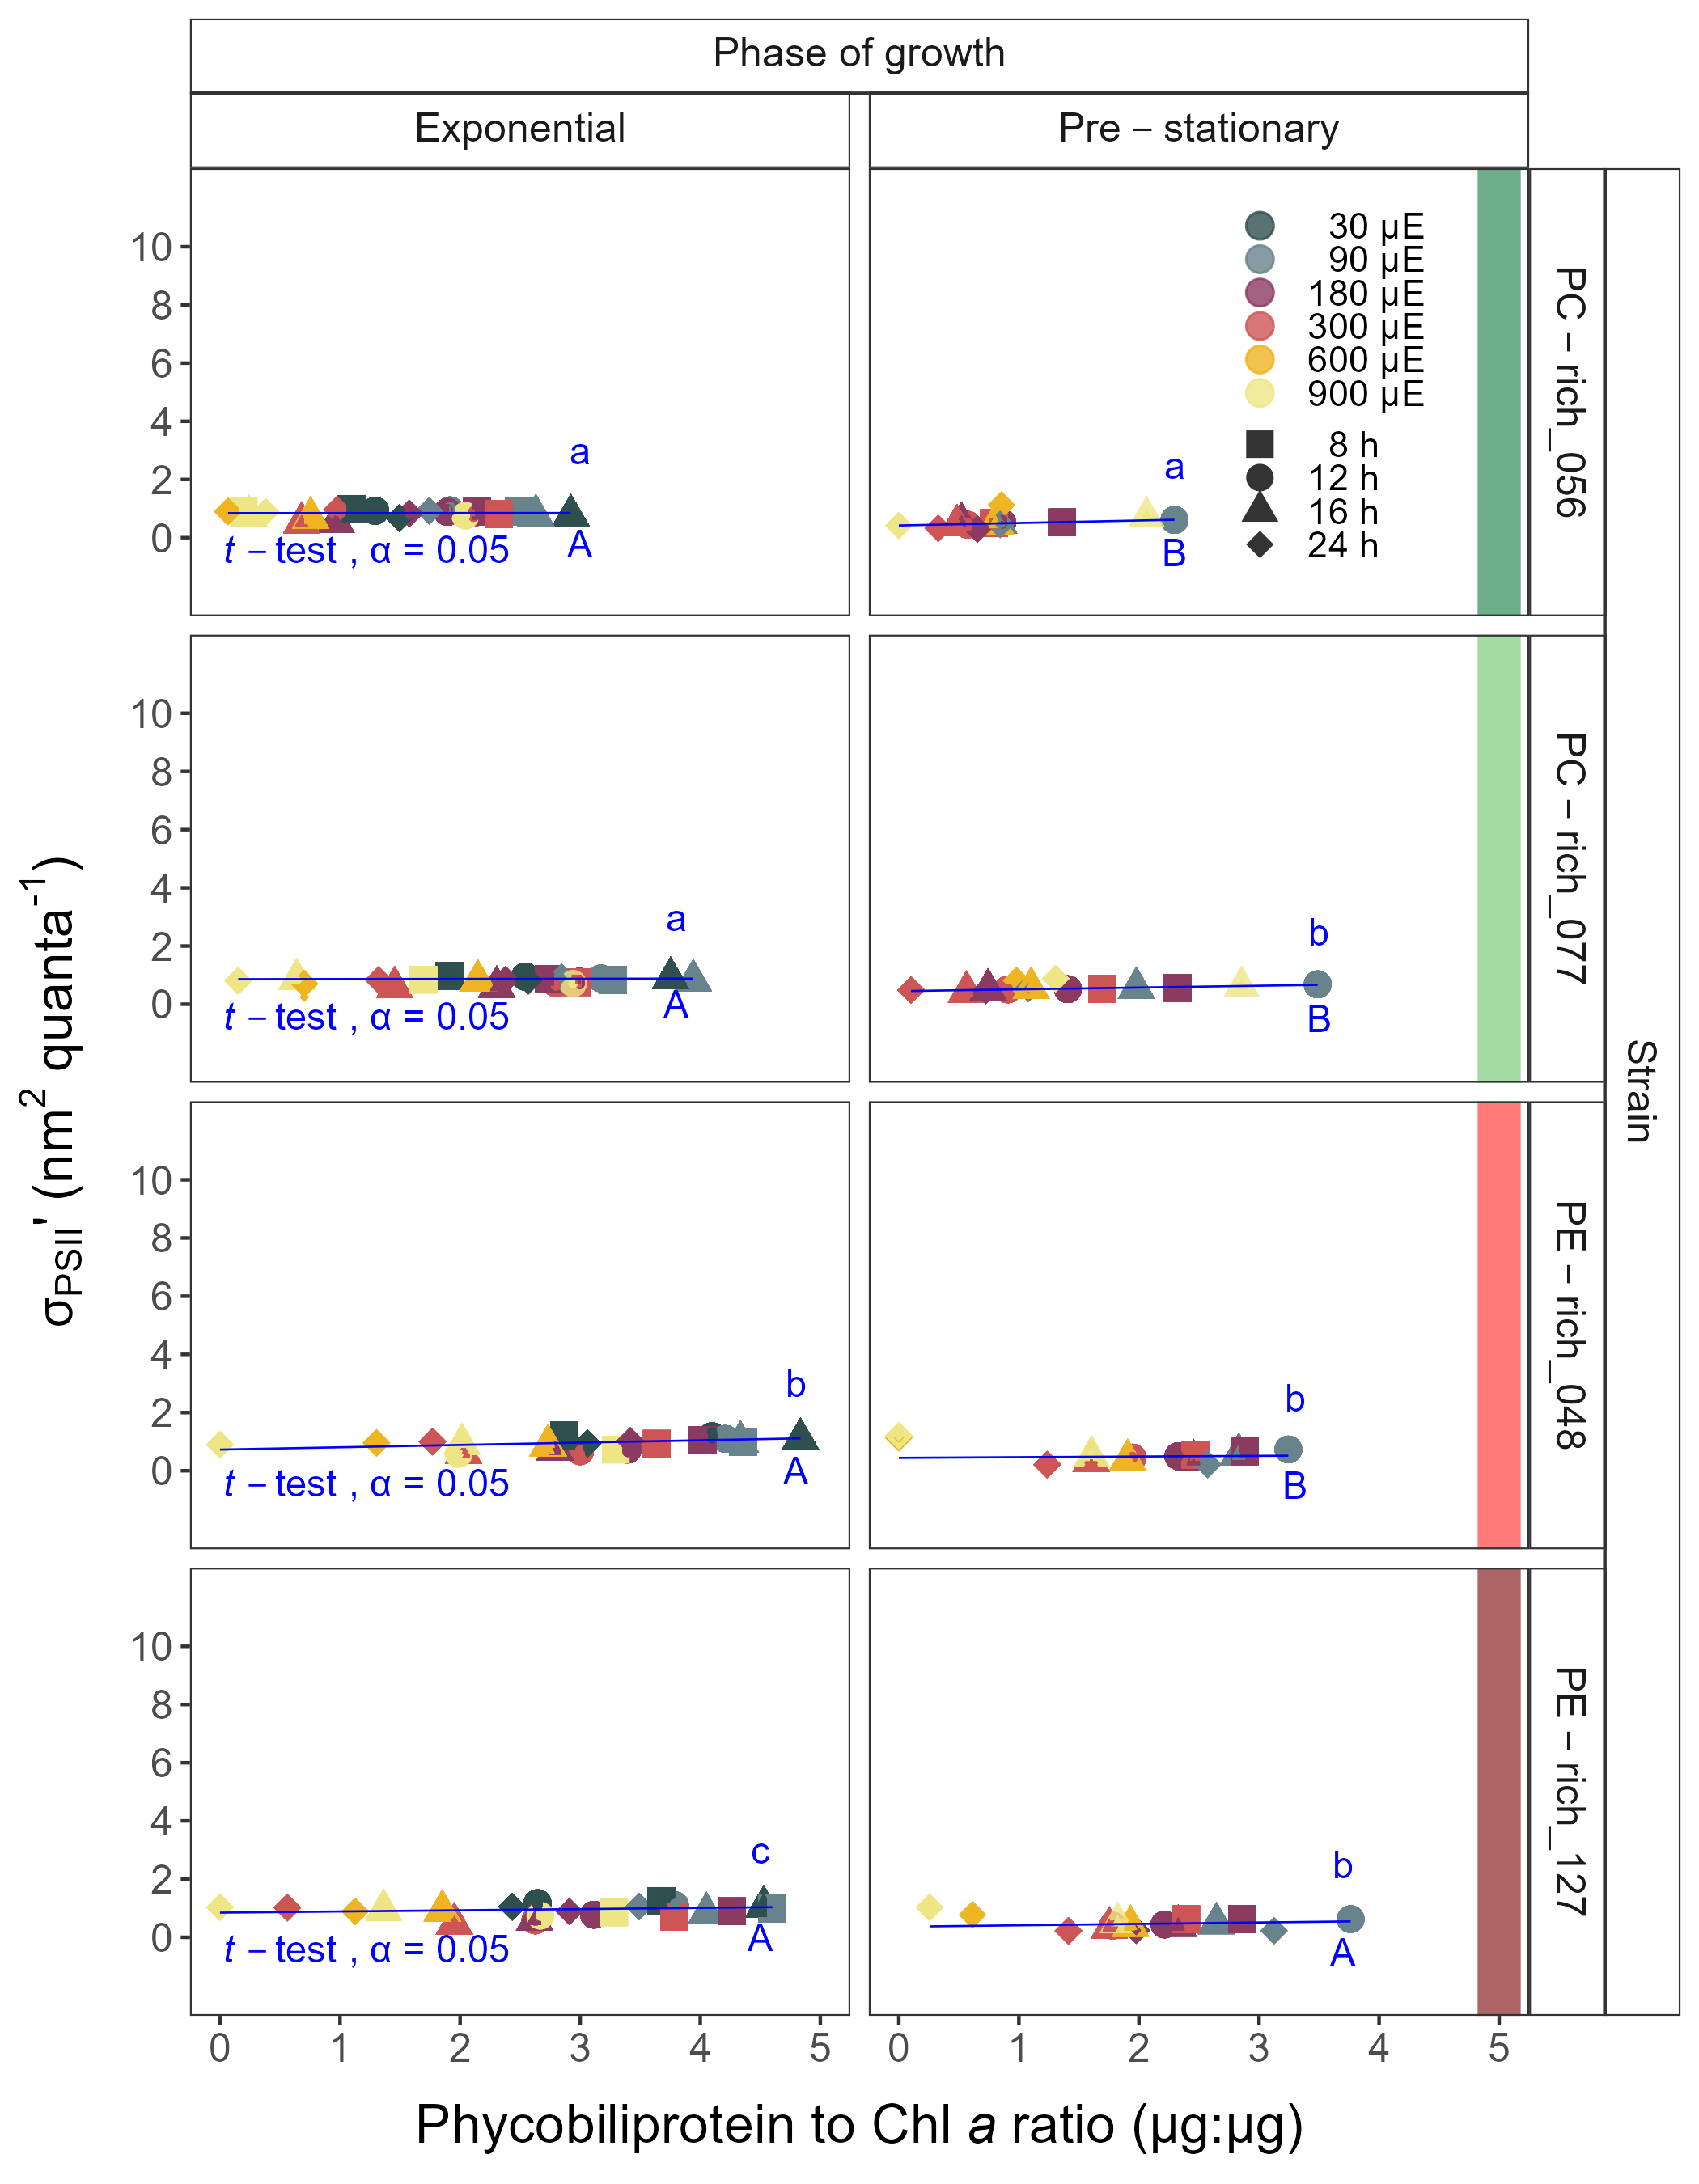 Phase of growth
Exponential
Pre – stationary
10
8
6
4
2
0
a
t – test , α = 0.05
A
a
B
30 µE
90 µE
180 µE
300 µE
600 µE
900 µE
8 h
12 h
16 h
24 h
PC – rich_056
10
8
6
4
2
0
a
t – test , α = 0.05
A
b
B
PC – rich_077
10
8
6
4
2
0
b
t – test , α = 0.05
A
b
B
PE – rich_048
10
8
6
4
2
0
c
t – test , α = 0.05
A
b
A
PE – rich_127
Strain
σPSII' (nm² quanta⁻¹)
0 1 2 3 4 5
0 1 2 3 4 5
Phycobiliprotein to Chl a ratio (µg:µg)